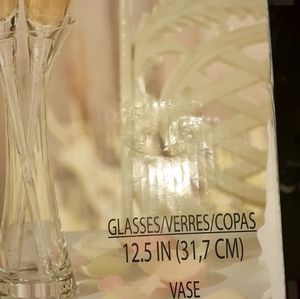 GLASSES/VERRES/COPAS
12.5 IN (31,7 CM)
VASE